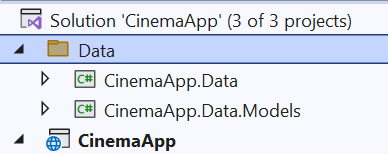 Solution 'CinemaApp' (3 of 3 projects)
Data
C# CinemaApp.Data
C# CinemaApp.Data.Models
CinemaApp